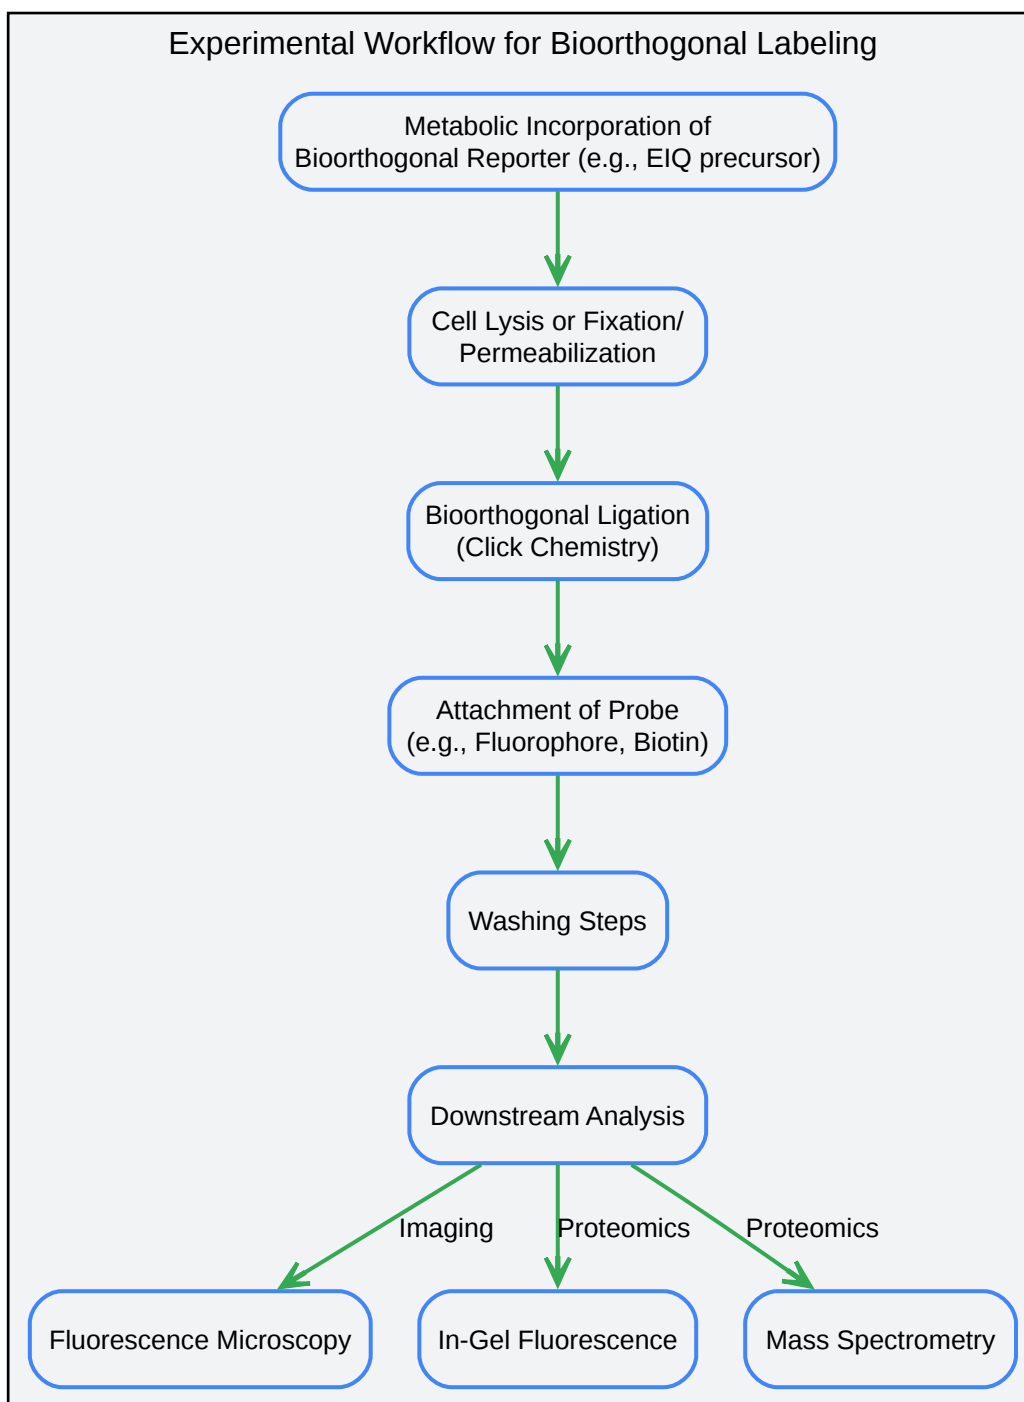 Experimental Workflow for Bioorthogonal Labeling
Metabolic Incorporation of
Bioorthogonal Reporter (e.g., EIQ precursor)
Cell Lysis or Fixation/
Permeabilization
Bioorthogonal Ligation
(Click Chemistry)
Attachment of Probe
(e.g., Fluorophore, Biotin)
Washing Steps
Downstream Analysis
Imaging
Proteomics
Proteomics
Fluorescence Microscopy
In-Gel Fluorescence
Mass Spectrometry